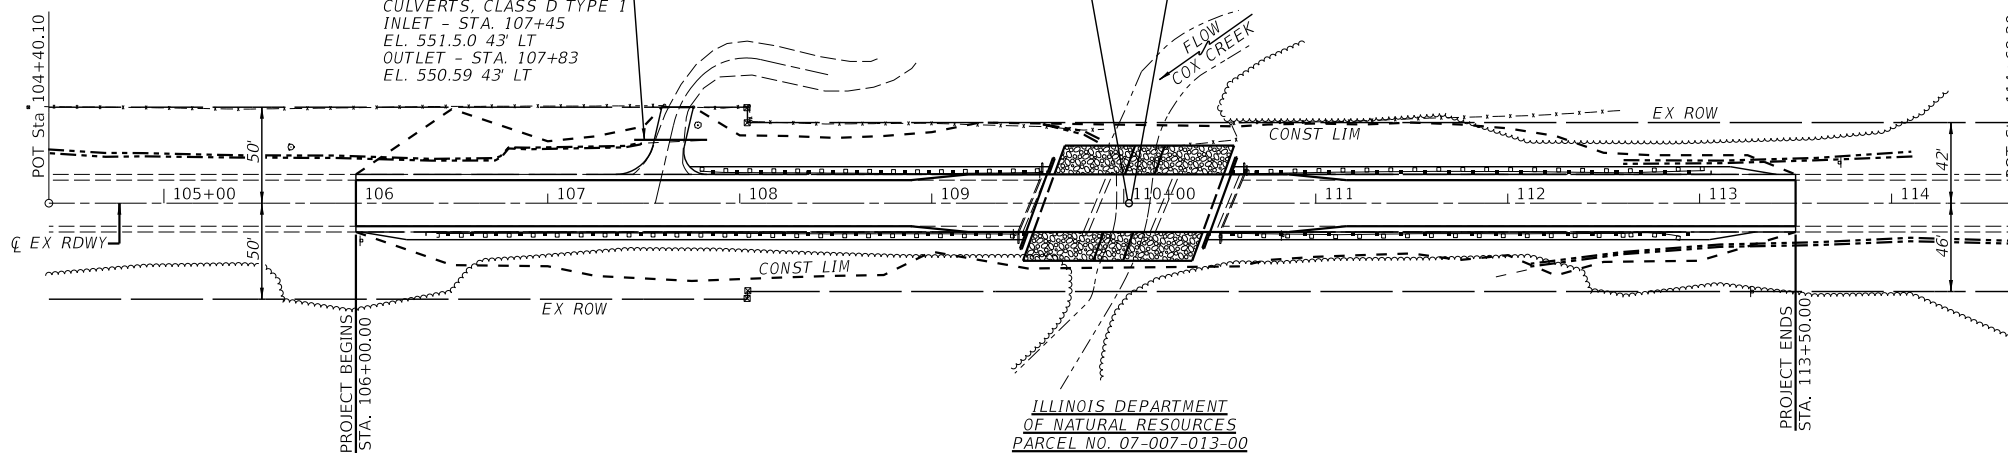 CULVERTS, CLASS D TYPE 1
INLET - STA. 107+45
EL. 551.5.0 43' LT
OUTLET - STA. 107+83
EL. 550.59 43' LT
POT Sta 104+40.10
FLOW
COX CREEK
EX ROW
CONST LIM
50'
42'
105+00
106
107
108
109
110+00
111
112
113
114
℄ EX RDWY
50'
46'
CONST LIM
EX ROW
PROJECT BEGINS
STA. 106+00.00
PROJECT ENDS
STA. 113+50.00
ILLINOIS DEPARTMENT
OF NATURAL RESOURCES
PARCEL NO. 07-007-013-00